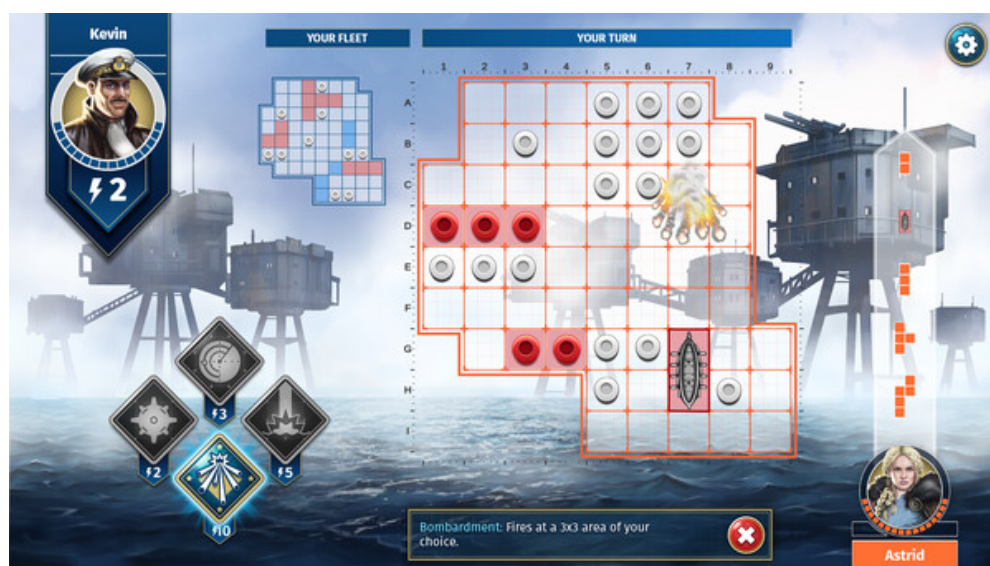 Kevin
YOUR FLEET
YOUR TURN
1 2 3 4 5 6 7 8 9
A
B
C
D
E
F
G
H
I
2
3
2
5
10
Bombardment: Fires at a 3x3 area of your
choice.
Astrid